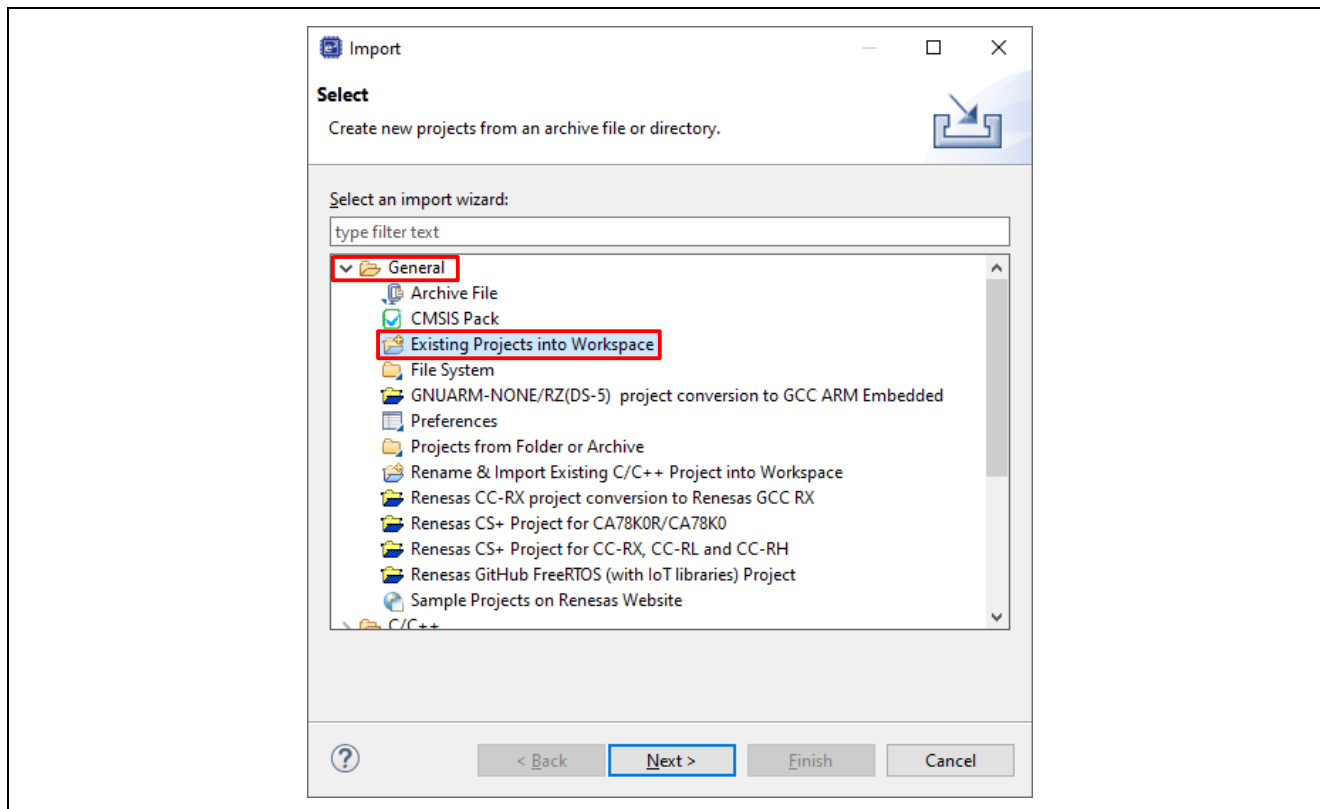 Import
Select
Create new projects from an archive file or directory.
Select an import wizard:
type filter text
General
Archive File
CMSIS Pack
Existing Projects into Workspace
File System
GNUARM-NONE/RZ(DS-5)  project conversion to GCC ARM Embedded
Preferences
Projects from Folder or Archive
Rename & Import Existing C/C++ Project into Workspace
Renesas CC-RX project conversion to Renesas GCC RX
Renesas CS+ Project for CA78K0R/CA78K0
Renesas CS+ Project for CC-RX, CC-RL and CC-RH
Renesas GitHub FreeRTOS (with IoT libraries) Project
Sample Projects on Renesas Website
C/C++
? < Back Next > Finish Cancel